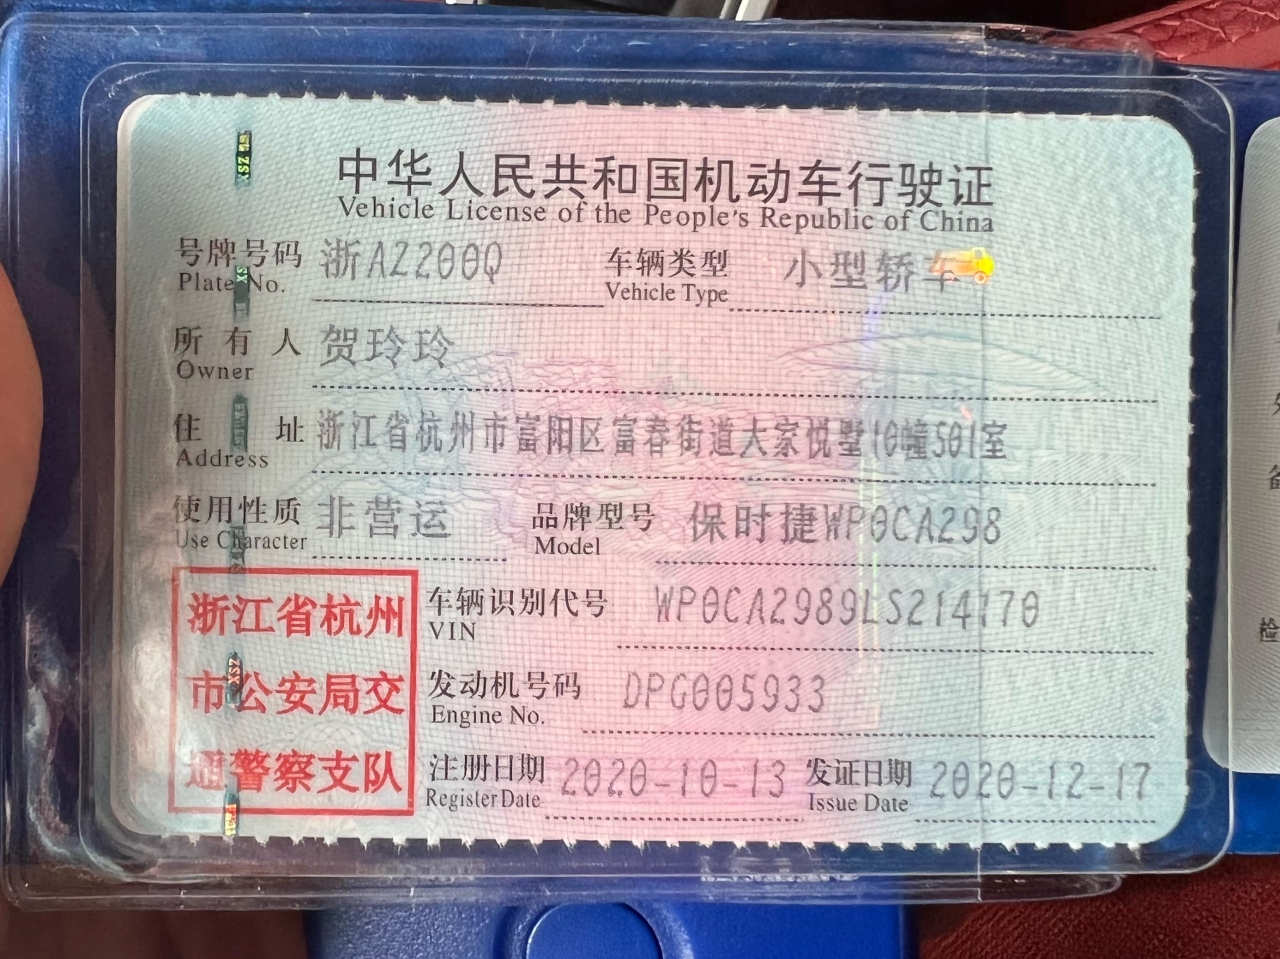 中华人民共和国机动车行驶证
Vehicle License of the People's Republic of China
号牌号码 浙AZ200Q 车辆类型 小型轿车
Plate No. Vehicle Type
所有人 贺玲玲
Owner
住址 浙江省杭州市富阳区富春街道大家悦墅10幢501室
Address
使用性质 非营运 品牌型号 保时捷WP0CA298
Use Character Model
浙江省杭州
市公安局交
通警察支队
车辆识别代号 WP0CA2989LS214170
VIN
发动机号码 DPG005933
Engine No.
注册日期 2020-10-13 发证日期 2020-12-17
Register Date Issue Date
检